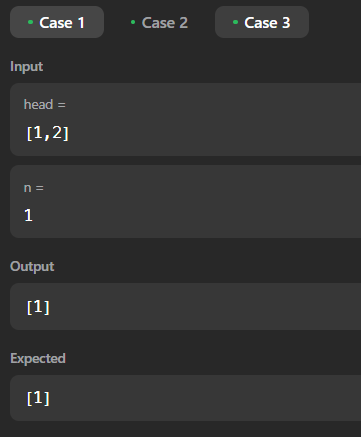 Case 1 Case 2 Case 3
Input
head =
[1,2]
n =
1
Output
[1]
Expected
[1]